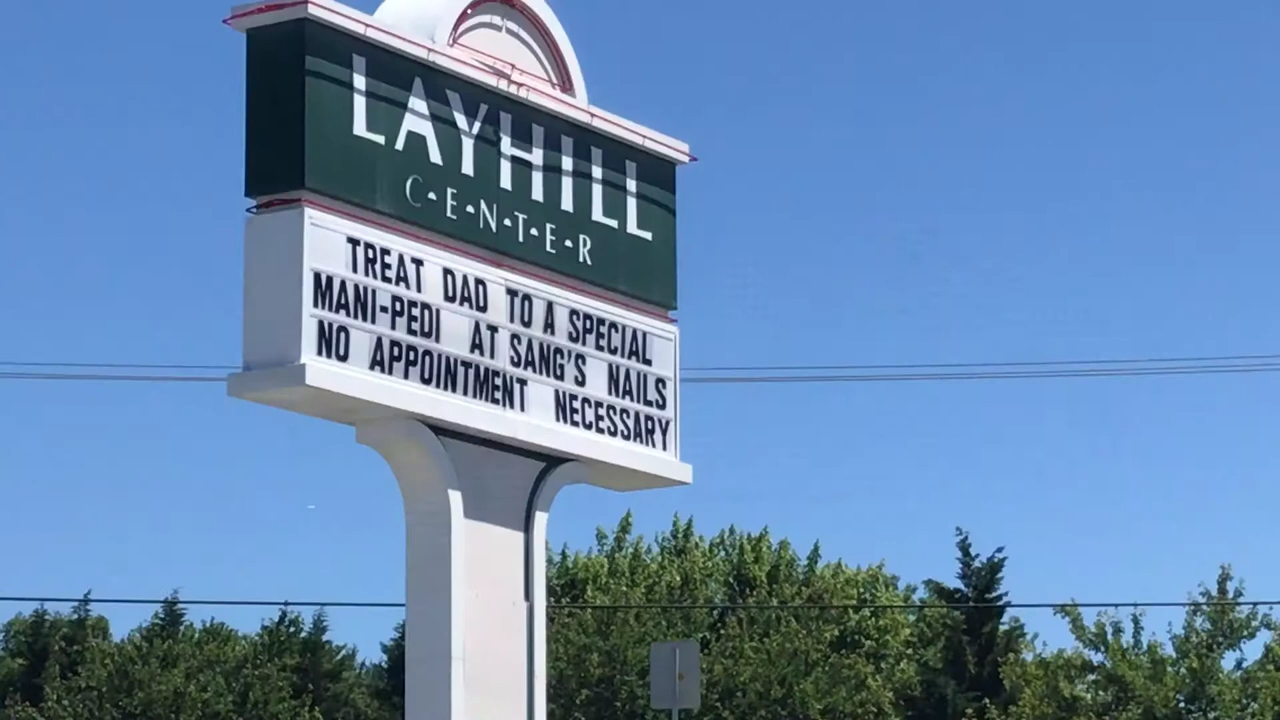 LAYHILL
C•E•N•T•E•R
TREAT DAD TO A SPECIAL
MANI-PEDI AT SANG'S NAILS
NO APPOINTMENT NECESSARY